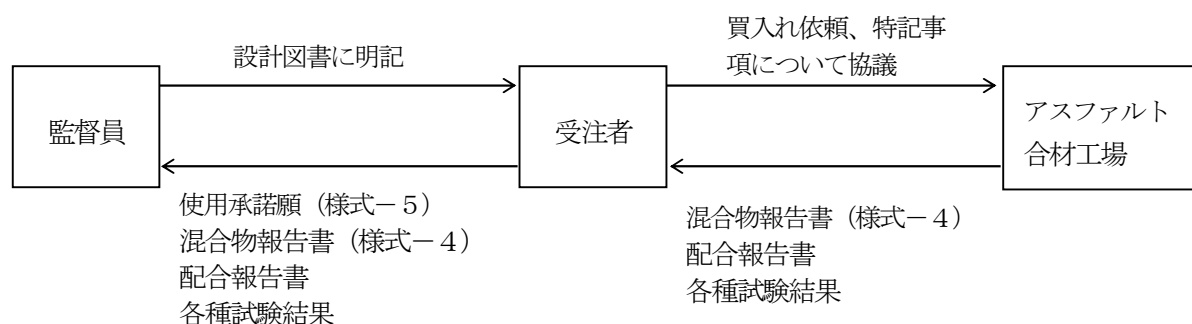 設計図書に明記
買入れ依頼、特記事
項について協議
監督員
受注者
アスファルト
合材工場
使用承諾願(様式-5)
混合物報告書(様式-4)
配合報告書
各種試験結果
混合物報告書(様式-4)
配合報告書
各種試験結果